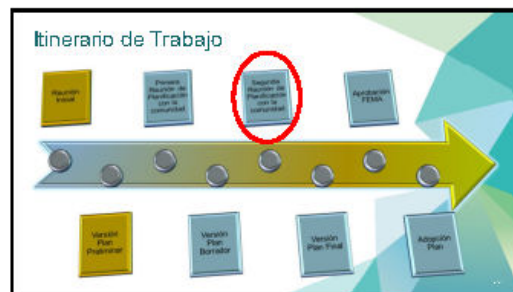 Itinerario de Trabajo
Reunión
Inicial
Primera
Reunión de
Planificación
con la
comunidad
Segunda
Reunión de
Planificación
con la
comunidad
Aprobación
FEMA
Versión
Plan
Preliminar
Versión
Plan
Borrador
Versión
Plan Final
Adopción
Plan